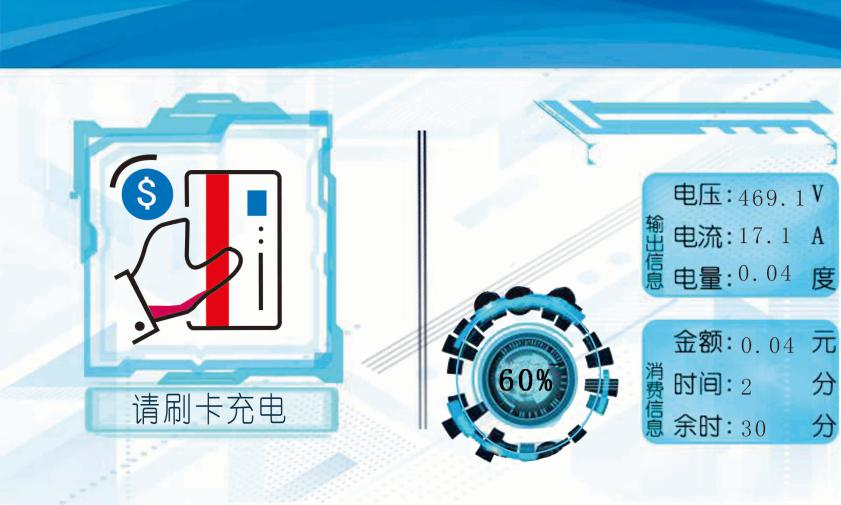 $
请刷卡充电
60%
输出信息
电压:469.1V
电流:17.1 A
电量:0.04 度
消费信息
金额:0.04 元
时间:2 分
余时:30 分